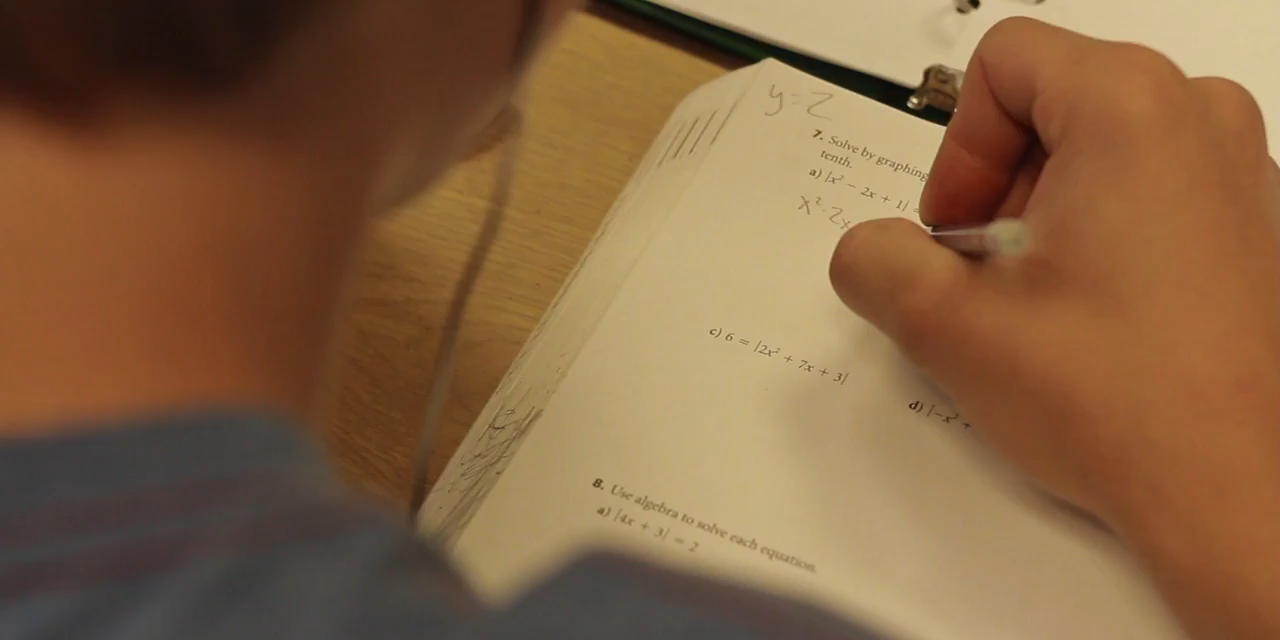 y = 2
7. Solve by graphing
tenth.
a) |x² − 2x + 1| =
x² - 2x
c) 6 = |2x² + 7x + 3|
d) |−x² +
8. Use algebra to solve each equation.
a) |4x + 3| = 2